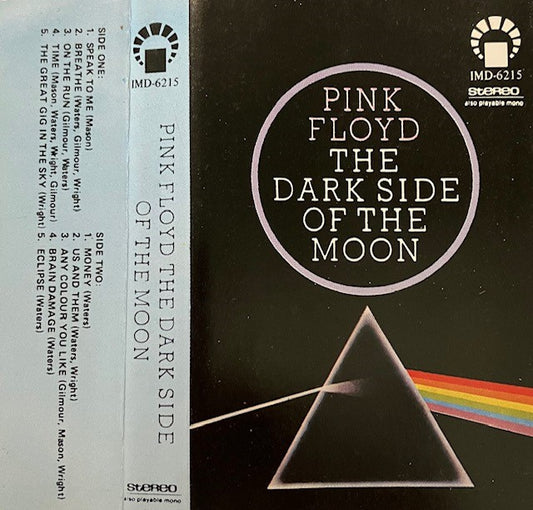 SIDE ONE:
1. SPEAK TO ME (Mason)
2. BREATHE (Waters, Gilmour, Wright)
3. ON THE RUN (Gilmour, Waters)
4. TIME (Mason, Waters, Wright, Gilmour)
5. THE GREAT GIG IN THE SKY (Wright)
SIDE TWO:
1. MONEY (Waters)
2. US AND THEM (Waters, Wright)
3. ANY COLOUR YOU LIKE (Gilmour, Mason, Wright)
4. BRAIN DAMAGE (Waters)
5. ECLIPSE (Waters)
IMD-6215
PINK FLOYD THE DARK SIDE
OF THE MOON
stereo
also playable mono
IMD-6215
stereo
also playable mono
PINK
FLOYD
THE
DARK SIDE
OF THE
MOON